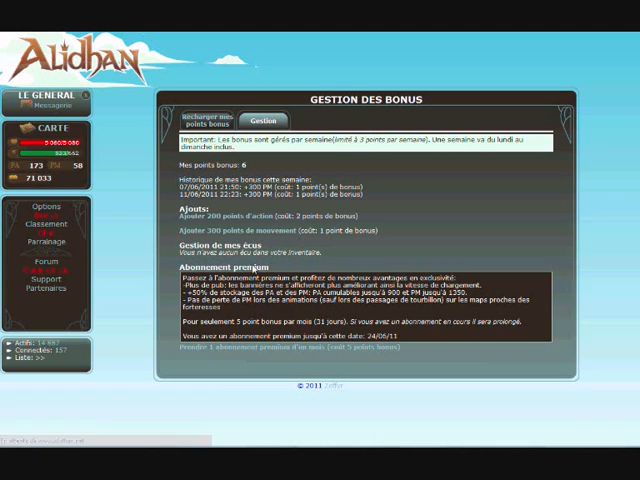 Alidhan
LE GENERAL
Messagerie
CARTE
PA 173 PM 58
71 033
Options
Classement
Parrainage
Forum
Support
Partenaires
Actifs: 14 887
Connectés: 157
Liste: >>
GESTION DES BONUS
Recharger mes
points bonus
Gestion
Important: Les bonus sont gérés par semaine(limité à 3 points par semaine). Une semaine va du lundi au
dimanche inclus.
Mes points bonus: 6
Historique de mes bonus cette semaine:
07/06/2011 21:50: +300 PM (coût: 1 point(s) de bonus)
11/06/2011 22:23: +300 PM (coût: 1 point(s) de bonus)
Ajouts:
Ajouter 200 points d'action (coût: 2 points de bonus)
Ajouter 300 points de mouvement (coût: 1 point de bonus)
Gestion de mes écus
Vous n'avez aucun écu dans votre inventaire.
Abonnement premium
Passez à l'abonnement premium et profitez de nombreux avantages en exclusivité:
-Plus de pub: les bannières ne s'afficheront plus améliorant ainsi la vitesse de chargement.
- +50% de stockage des PA et des PM: PA cumulables jusqu'à 900 et PM jusqu'à 1350.
- Pas de perte de PM lors des animations (sauf lors des passages de tourbillon) sur les maps proches des
forteresses
Pour seulement 5 point bonus par mois (31 jours). Si vous avez un abonnement en cours il sera prolongé.
Vous avez un abonnement premium jusqu'à cette date: 24/06/11
Prendre 1 abonnement premium d'un mois (coût 5 points bonus)
© 2011 Zeffer